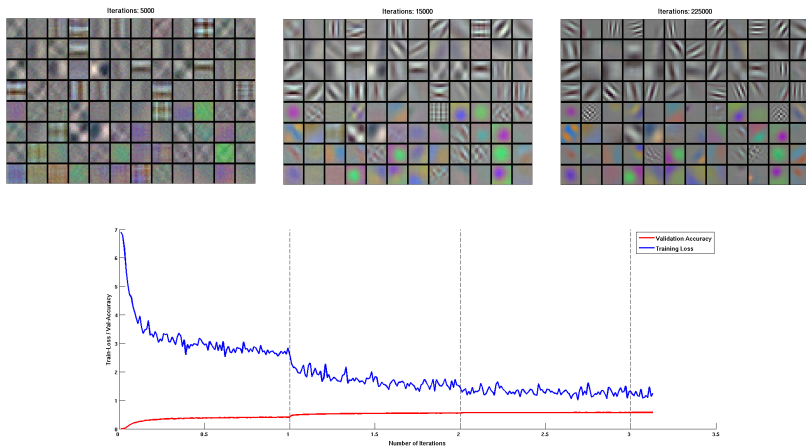 Iterations: 5000
Iterations: 15000
Iterations: 225000
7
6
5
4
3
2
1
0
Train-Loss / Val-Accuracy
Validation Accuracy
Training Loss
0
0.5
1
1.5
2
2.5
3
3.5
Number of Iterations